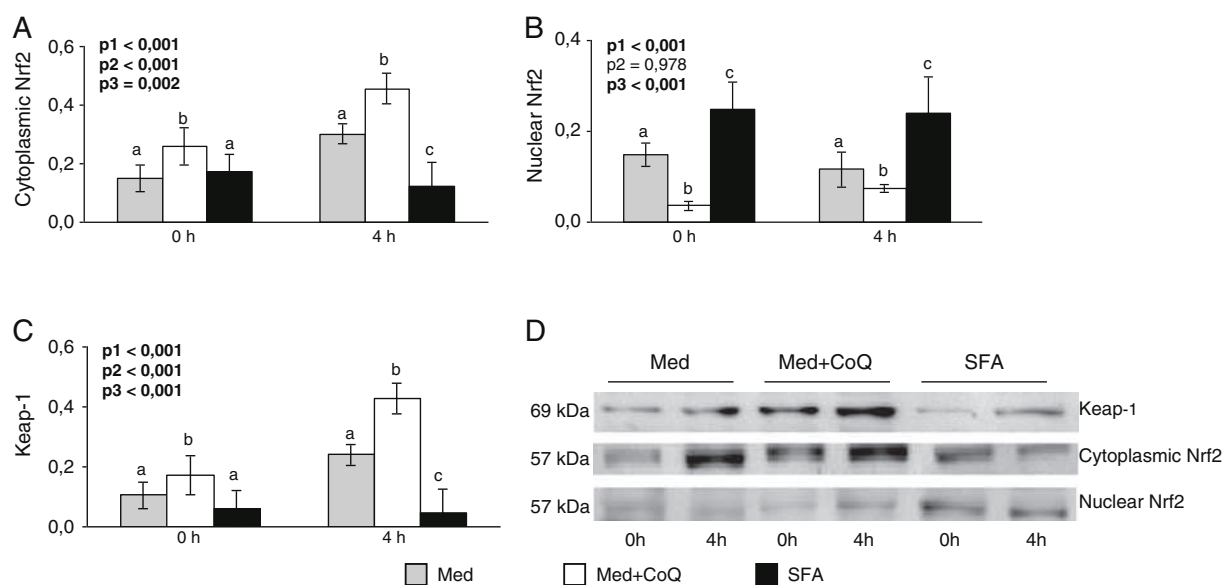 A
Cytoplasmic Nrf2
p1 < 0,001
p2 < 0,001
p3 = 0,002
0,6
0,4
0,2
0,0
a
b
a
a
b
c
0 h
4 h
B
Nuclear Nrf2
p1 < 0,001
p2 = 0,978
p3 < 0,001
0,4
0,2
0,0
a
b
c
a
b
c
0 h
4 h
C
Keap-1
p1 < 0,001
p2 < 0,001
p3 < 0,001
0,6
0,4
0,2
0,0
a
b
a
a
b
c
0 h
4 h
D
Med Med+CoQ SFA
69 kDa Keap-1
57 kDa Cytoplasmic Nrf2
57 kDa Nuclear Nrf2
0h 4h 0h 4h 0h 4h
Med Med+CoQ SFA